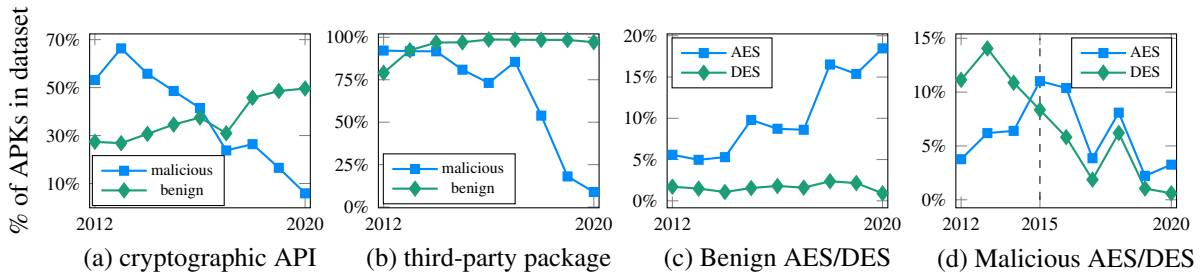 % of APKs in dataset
70%
50%
30%
10%
malicious
benign
2012
2020
(a) cryptographic API
100%
75%
50%
25%
0%
malicious
benign
2012
2020
(b) third-party package
20%
15%
10%
5%
0%
AES
DES
2012
2020
(c) Benign AES/DES
15%
10%
5%
0%
AES
DES
2012
2015
2020
(d) Malicious AES/DES